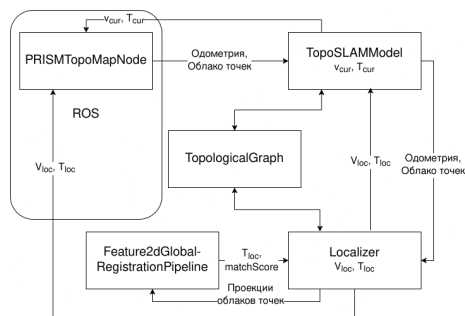 v_cur, T_cur
PRISMTopoMapNode
Одометрия,
Облако точек
TopoSLAMModel
v_cur, T_cur
ROS
TopologicalGraph
V_loc, T_loc
V_loc, T_loc
Одометрия,
Облако точек
Feature2dGlobal-
RegistrationPipeline
T_loc,
matchScore
Localizer
V_loc, T_loc
Проекции
облаков точек